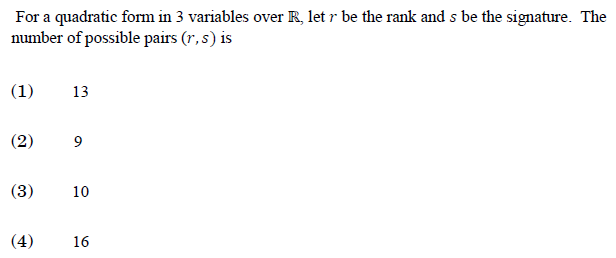 For a quadratic form in 3 variables over ℝ, let r be the rank and s be the signature. The
number of possible pairs (r, s) is
(1) 13
(2) 9
(3) 10
(4) 16